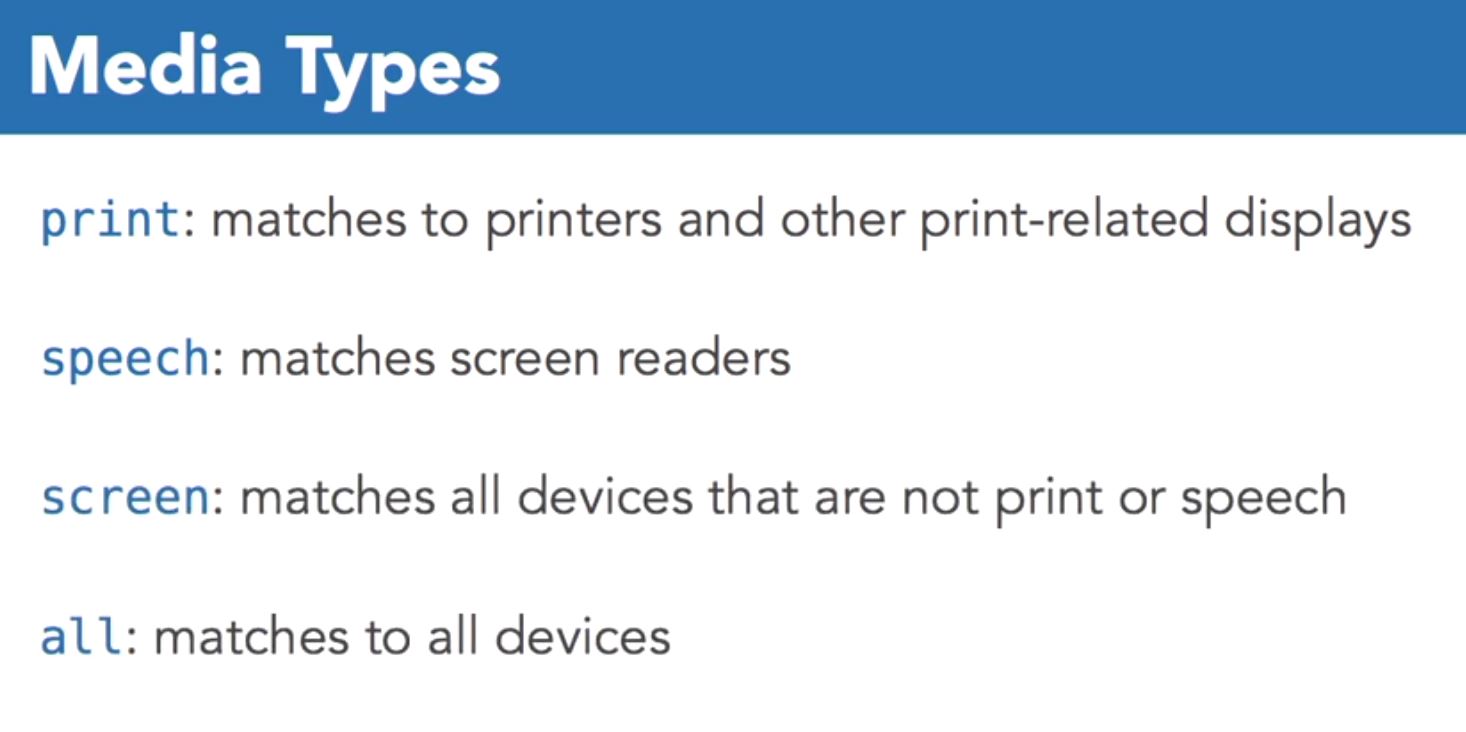 Media Types
print: matches to printers and other print-related displays
speech: matches screen readers
screen: matches all devices that are not print or speech
all: matches to all devices